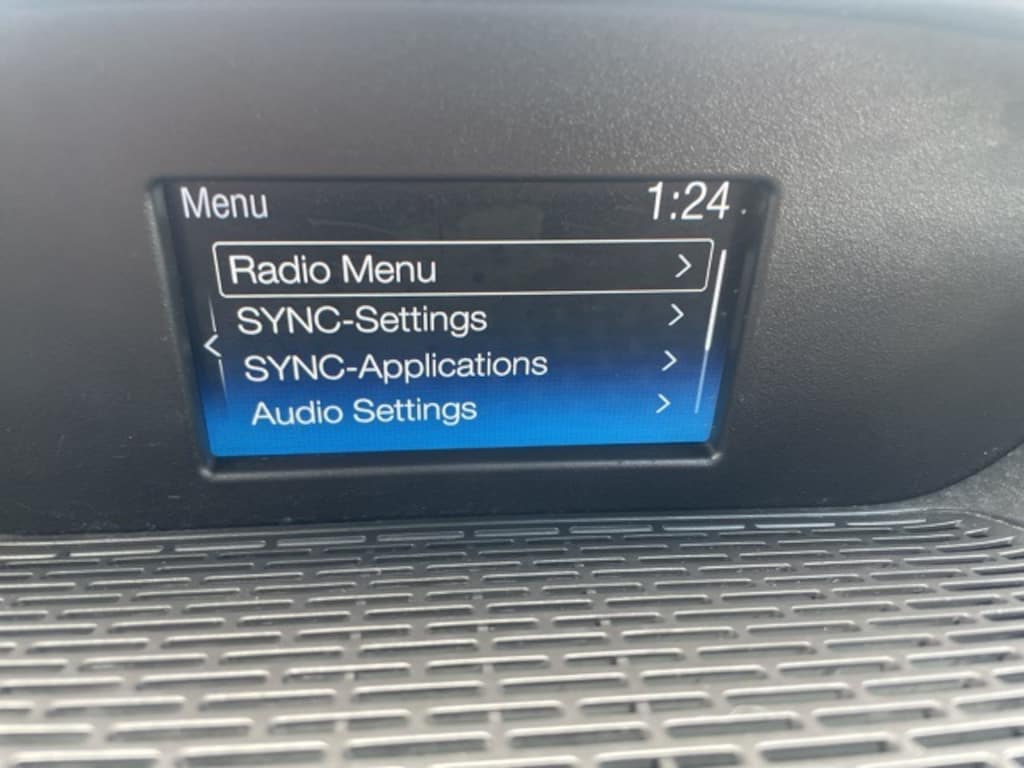 Menu 1:24
Radio Menu
SYNC-Settings
SYNC-Applications
Audio Settings